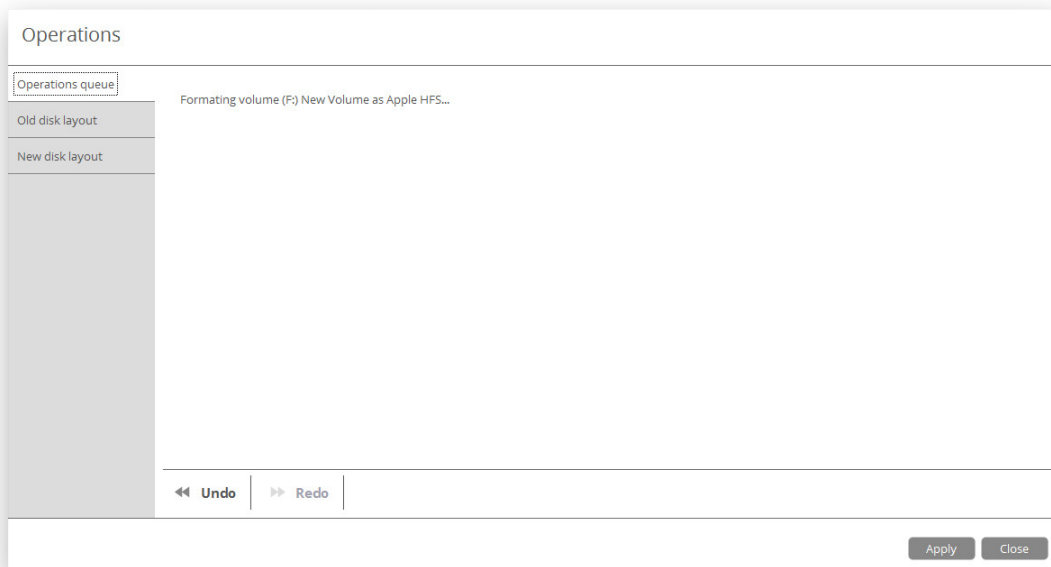 Operations
Operations queue
Old disk layout
New disk layout
Formating volume (F:) New Volume as Apple HFS...
Undo
Redo
Apply
Close